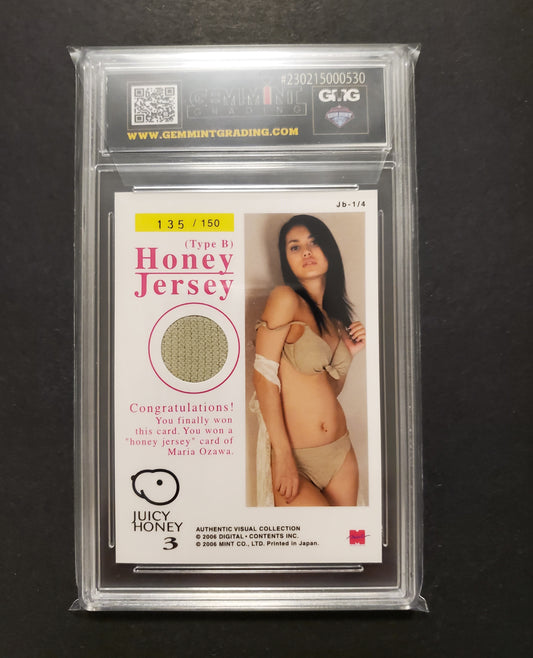 #230215000530
GEMMINT
GRADING
GMG
WWW.GEMMINTGRADING.COM
Jb-1/4
135 / 150
(Type B)
Honey
Jersey
Congratulations!
You finally won
this card. You won a
"honey jersey" card of
Maria Ozawa.
JUICY
HONEY
3
AUTHENTIC VISUAL COLLECTION
© 2006 DIGITAL・CONTENTS INC.
© 2006 MINT CO., LTD. Printed in Japan.